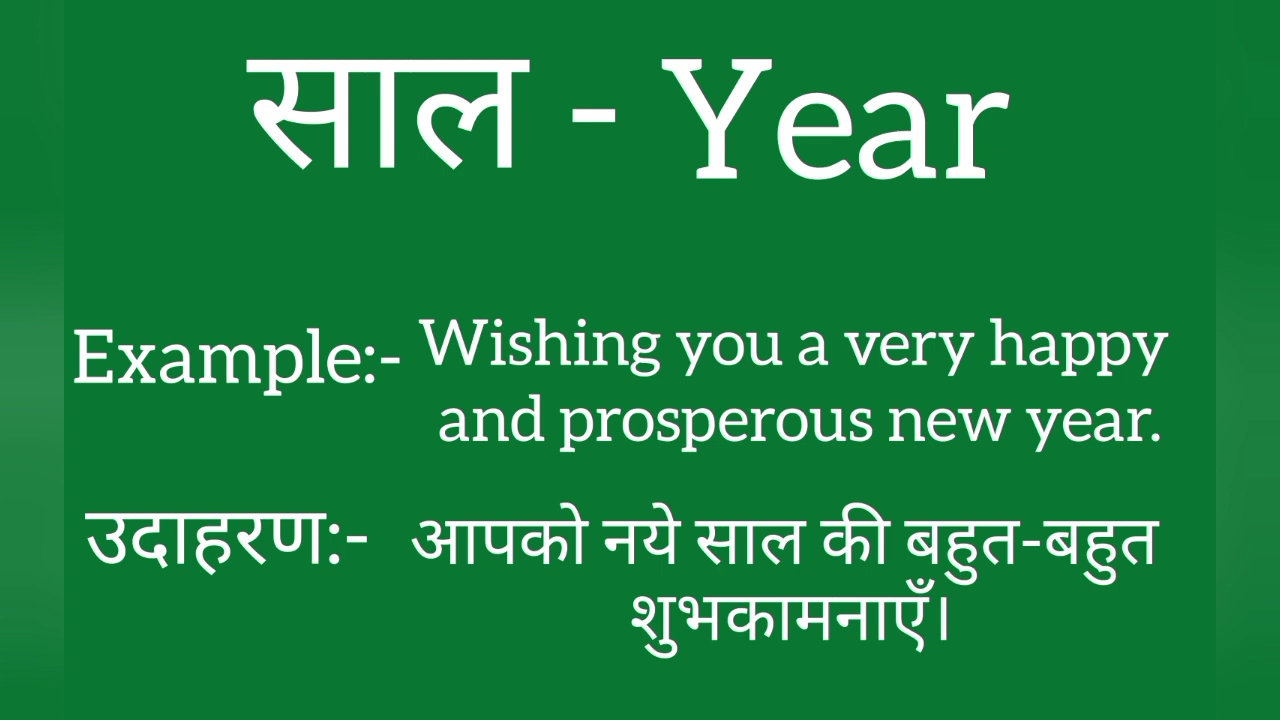 साल - Year
Example:- Wishing you a very happy
and prosperous new year.
उदाहरण:- आपको नये साल की बहुत-बहुत
शुभकामनाएँ।